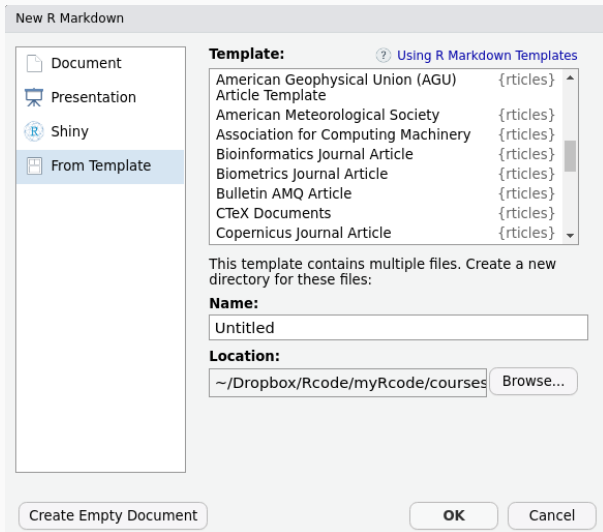 New R Markdown
Document
Presentation
R Shiny
From Template
Template:
? Using R Markdown Templates
American Geophysical Union (AGU) {rticles}
Article Template
American Meteorological Society {rticles}
Association for Computing Machinery {rticles}
Bioinformatics Journal Article {rticles}
Biometrics Journal Article {rticles}
Bulletin AMQ Article {rticles}
CTeX Documents {rticles}
Copernicus Journal Article {rticles}
This template contains multiple files. Create a new
directory for these files:
Name:
Untitled
Location:
~/Dropbox/Rcode/myRcode/courses
Browse...
Create Empty Document
OK
Cancel